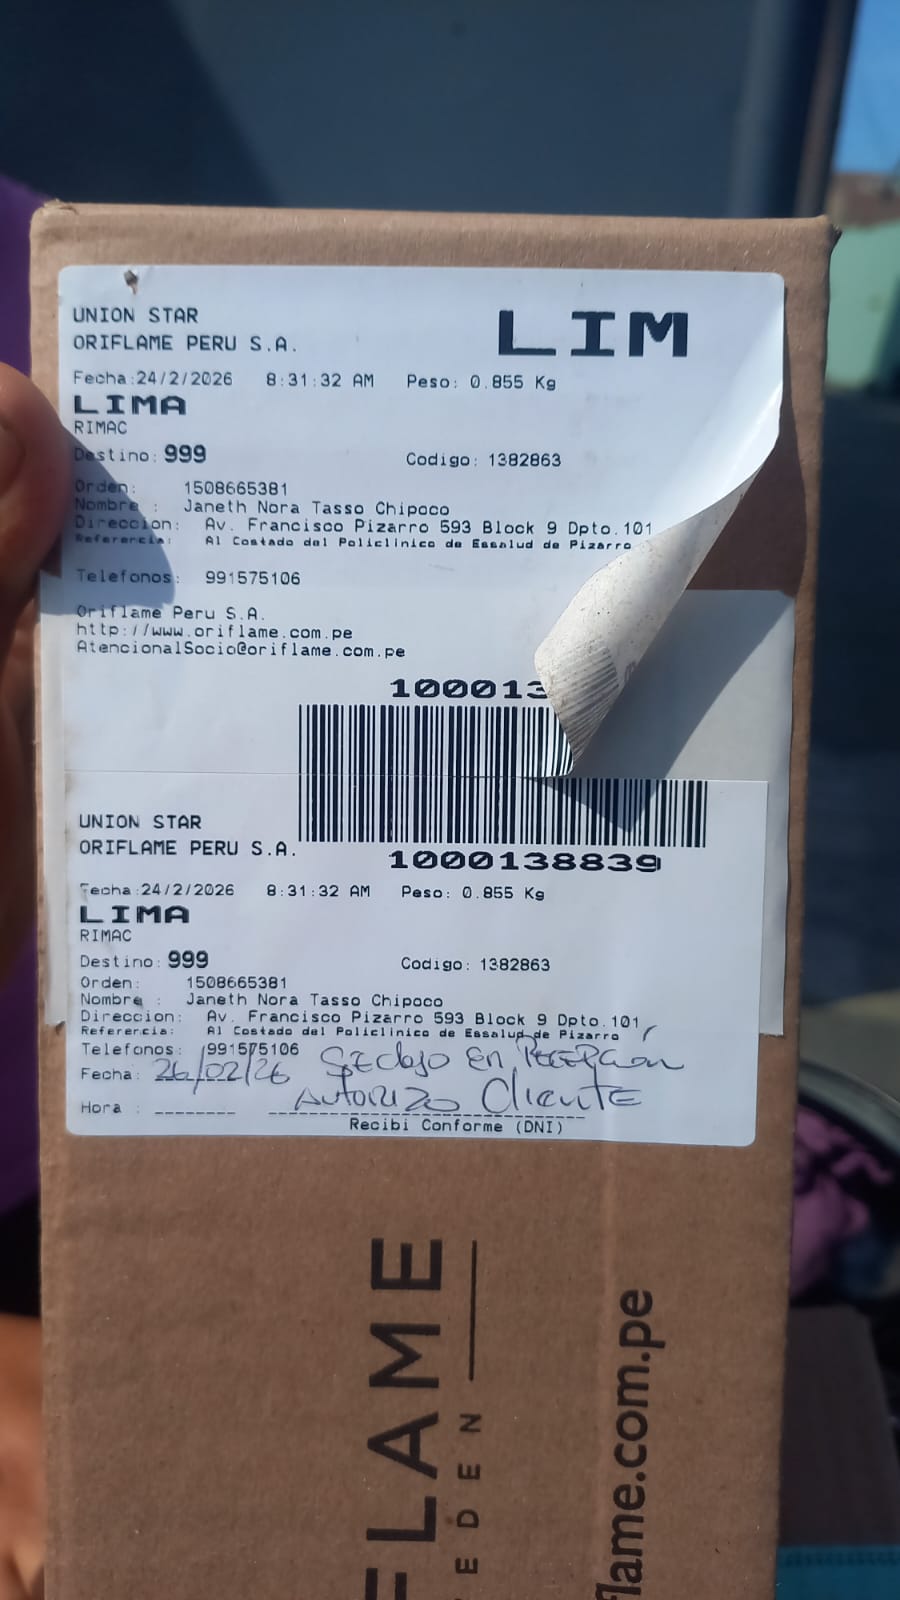 UNION STAR
LIM
ORIFLAME PERU S.A.
Fecha:24/2/2026 8:31:32 AM Peso: 0.855 Kg
LIMA
RIMAC
Destino: 999 Codigo: 1382863
Orden: 1508665381
Nombre : Janeth Nora Tasso Chipoco
Direccion: Av. Francisco Pizarro 593 Block 9 Dpto.101
Referencia: Al Costado del Policlinico de Essalud de Pizarro
Telefonos: 991575106
Oriflame Peru S.A.
http://www.oriflame.com.pe
AtencionalSocio@oriflame.com.pe
100013
UNION STAR
ORIFLAME PERU S.A.
1000138839
Fecha:24/2/2026 8:31:32 AM Peso: 0.855 Kg
LIMA
RIMAC
Destino: 999 Codigo: 1382863
Orden: 1508665381
Nombre : Janeth Nora Tasso Chipoco
Direccion: Av. Francisco Pizarro 593 Block 9 Dpto.101,
Referencia: Al Costado del Policlinico de Essalud de Pizarro
Telefonos: 991575106 SE dejo En RECEPCIÓN
Fecha: 26/02/26 AutoRizo CliENTE
Hora :
Recibi Conforme (DNI)
FLAME
EDEN
flame.com.pe